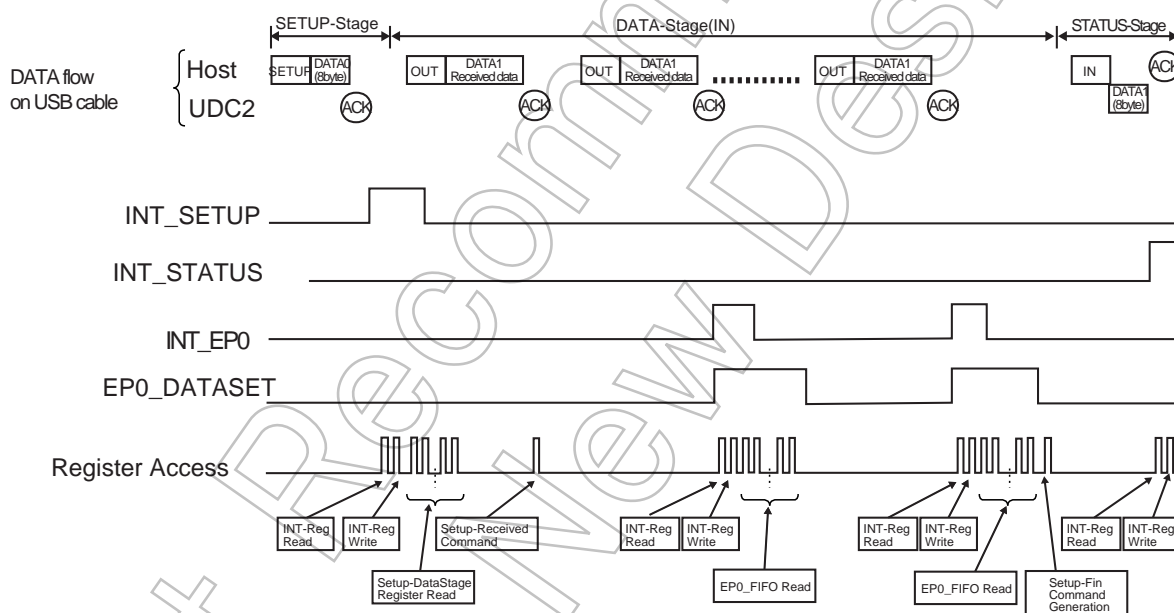 SETUP-Stage
DATA-Stage(IN)
STATUS-Stage
DATA flow
on USB cable
Host
UDC2
SETUP
DATA0
(8byte)
ACK
OUT
DATA1
Received data
ACK
OUT
DATA1
Received data
ACK
OUT
DATA1
Received data
ACK
IN
DATA1
(8byte)
ACK
INT_SETUP
INT_STATUS
INT_EP0
EP0_DATASET
Register Access
INT-Reg
Read
INT-Reg
Write
Setup-Received
Command
INT-Reg
Read
INT-Reg
Write
INT-Reg
Read
INT-Reg
Write
INT-Reg
Read
INT-Reg
Write
Setup-DataStage
Register Read
EP0_FIFO Read
EP0_FIFO Read
Setup-Fin
Command
Generation